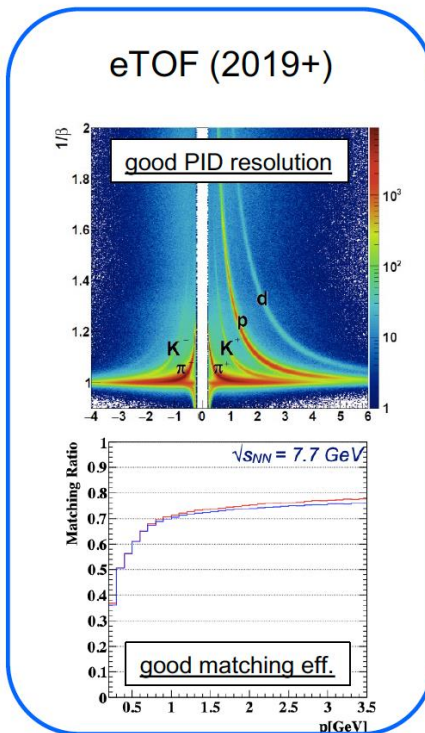 eTOF (2019+)
1/β
2
good PID resolution
1.8
1.6
1.4
1.2
1
d
p
K⁻ K⁺
π⁻ π⁺
10³
10²
10
1
−4 −3 −2 −1 0 1 2 3 4 5 6
Matching Ratio
√sNN = 7.7 GeV
1
0.9
0.8
0.7
0.6
0.5
0.4
0.3
0.2
0.1
0
good matching eff.
0.5 1 1.5 2 2.5 3 3.5
p[GeV]